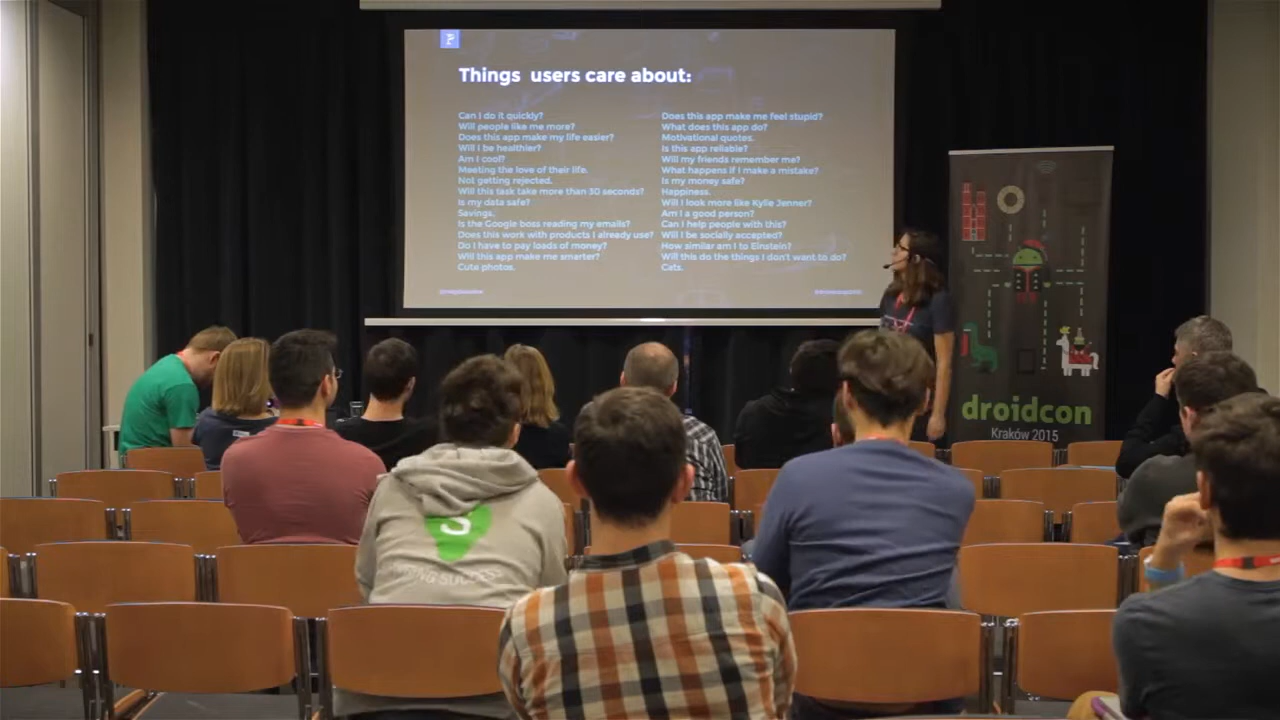 Things users care about:
Can I do it quickly?
Will people like me more?
Does this app make my life easier?
Will I be healthier?
Am I cool?
Meeting the love of their life.
Not getting rejected.
Will this task take more than 30 seconds?
Is my data safe?
Savings.
Is the Google boss reading my emails?
Does this work with products I already use?
Do I have to pay loads of money?
Will this app make me smarter?
Cute photos.
Does this app make me feel stupid?
What does this app do?
Motivational quotes.
Is this app reliable?
Will my friends remember me?
What happens if I make a mistake?
Is my money safe?
Happiness.
Will I look more like Kylie Jenner?
Am I a good person?
Can I help people with this?
Will I be socially accepted?
How similar am I to Einstein?
Will this do the things I don't want to do?
Cats.
droidcon
Kraków 2015
S
SUCCESS